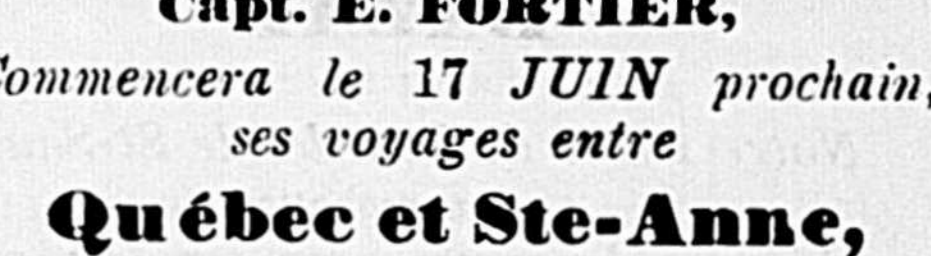 Capt. E. FORTIER,
Commencera le 17 JUIN prochain,
ses voyages entre
Québec et Ste-Anne,